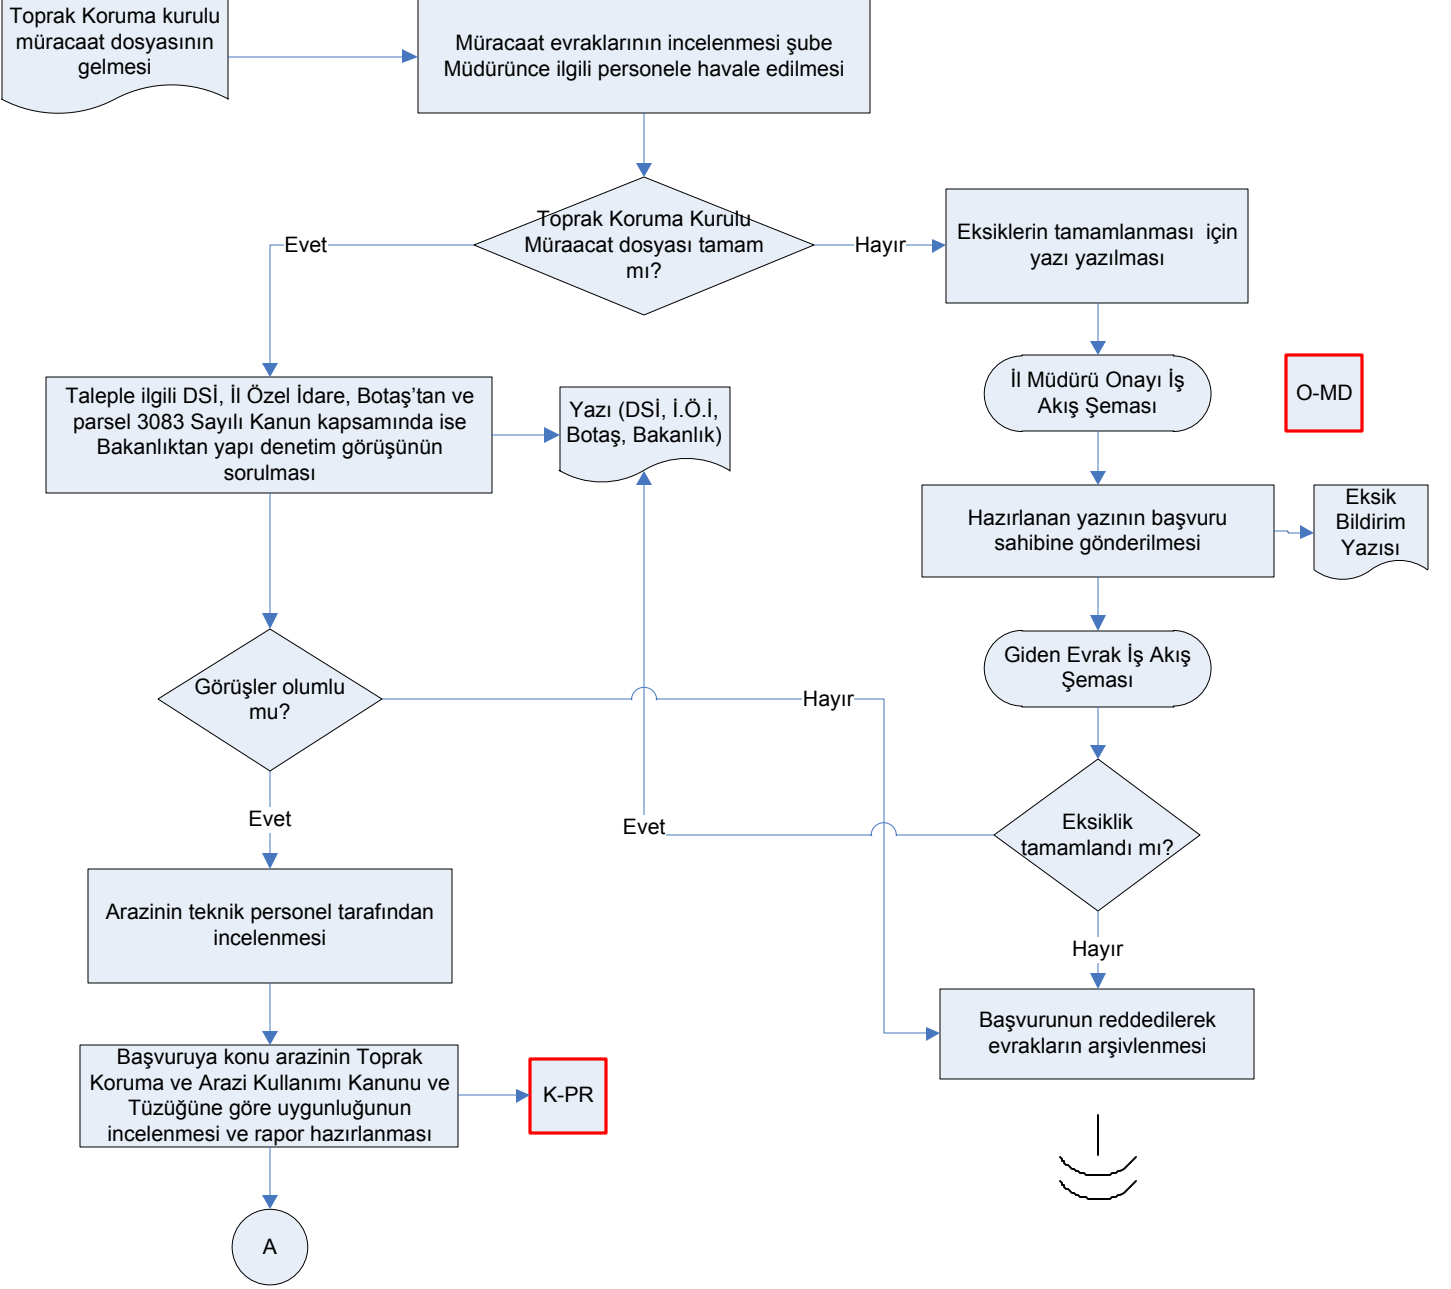 Toprak Koruma kurulu
müracaat dosyasının
gelmesi
Müracaat evraklarının incelenmesi şube
Müdürünce ilgili personele havale edilmesi
Toprak Koruma Kurulu
Müraacat dosyası tamam
mı?
Evet
Hayır
Eksiklerin tamamlanması  için
yazı yazılması
Taleple ilgili DSİ, İl Özel İdare, Botaş’tan ve
parsel 3083 Sayılı Kanun kapsamında ise
Bakanlıktan yapı denetim görüşünün
sorulması
Yazı (DSİ, İ.Ö.İ,
Botaş, Bakanlık)
İl Müdürü Onayı İş
Akış Şeması
O-MD
Hazırlanan yazının başvuru
sahibine gönderilmesi
Eksik
Bildirim
Yazısı
Giden Evrak İş Akış
Şeması
Görüşler olumlu
mu?
Hayır
Evet
Evet
Eksiklik
tamamlandı mı?
Hayır
Arazinin teknik personel tarafından
incelenmesi
Başvurunun reddedilerek
evrakların arşivlenmesi
Başvuruya konu arazinin Toprak
Koruma ve Arazi Kullanımı Kanunu ve
Tüzüğüne göre uygunluğunun
incelenmesi ve rapor hazırlanması
K-PR
A